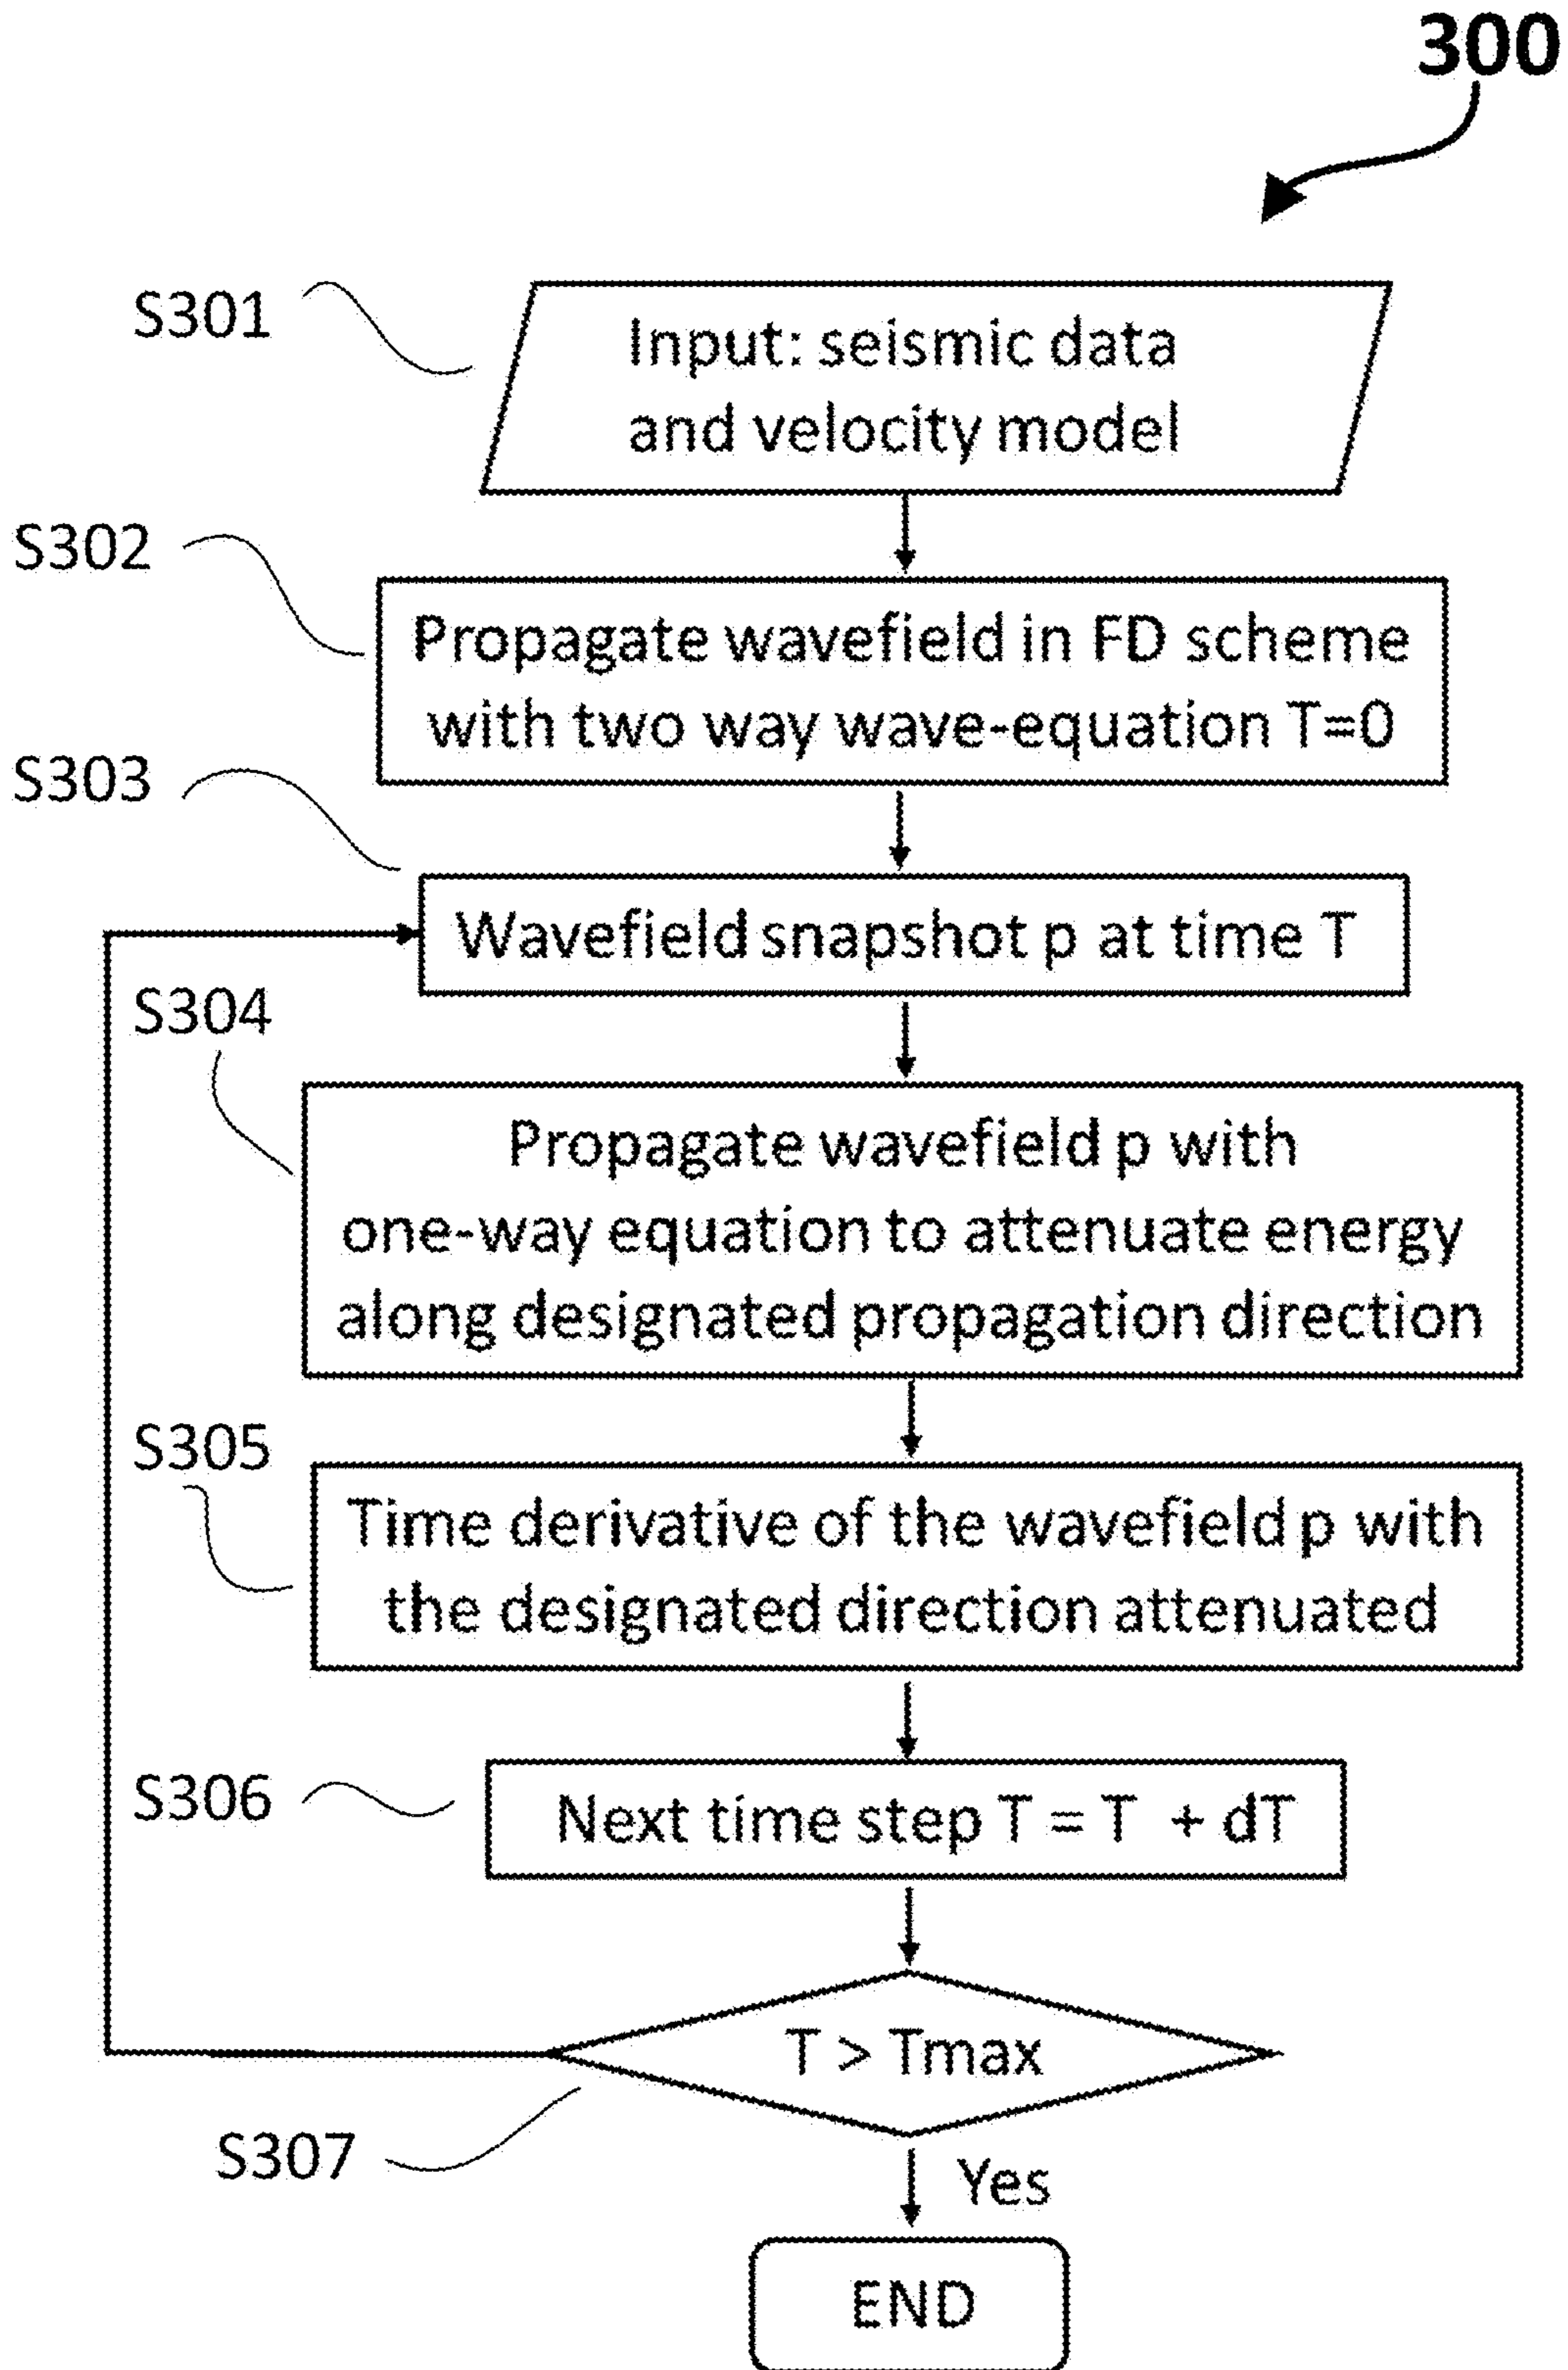 300
S301
Input: seismic data
and velocity model
S302
Propagate wavefield in FD scheme
with two way wave-equation T=0
S303
Wavefield snapshot p at time T
S304
Propagate wavefield p with
one-way equation to attenuate energy
along designated propagation direction
S305
Time derivative of the wavefield p with
the designated direction attenuated
S306
Next time step T = T + dT
T > Tmax
S307
Yes
END